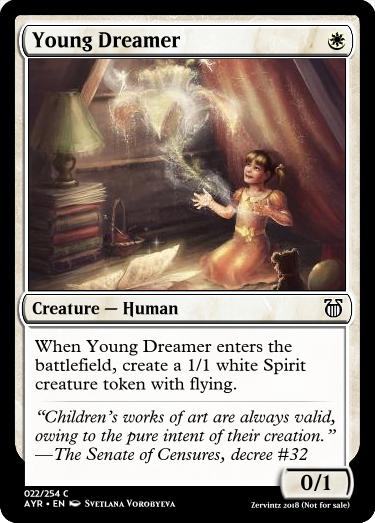 Young Dreamer
Creature — Human
When Young Dreamer enters the
battlefield, create a 1/1 white Spirit
creature token with flying.
“Children’s works of art are always valid,
owing to the pure intent of their creation.”
—The Senate of Censures, decree #32
0/1
022/254 C
AYR • EN Svetlana Vorobyeva
Zervintz 2018 (Not for sale)